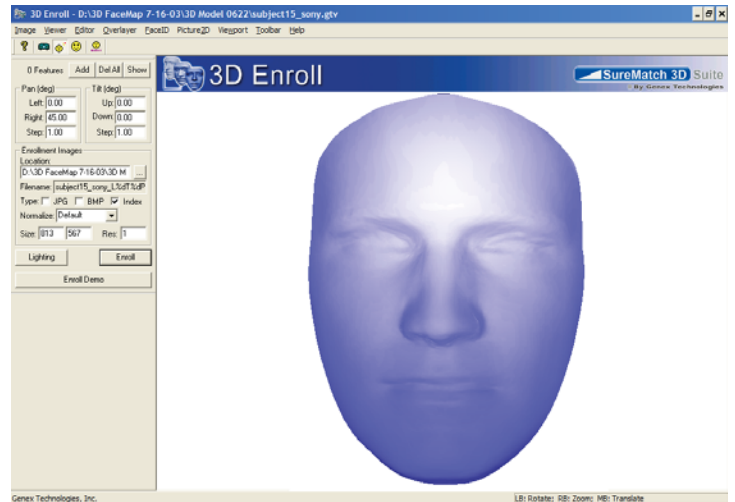 3D Enroll - D:\3D FaceMap 7-16-03\3D Model 0622\subject15_sony.gtv
Image Viewer Editor Overlayer FaceID Picture2D Viewport Toolbar Help
0 Features Add Del All Show
Pan (deg) Tilt (deg)
Left: 0.00 Up: 0.00
Right: 45.00 Down: 0.00
Step: 1.00 Step: 1.00
Enrollment Images
Location:
D:\3D FaceMap 7-16-03\3D M ...
Filename: subject15_sony_L%dT%dP
Type: JPG BMP Index
Normalize: Default
Size: 813 567 Res: 1
Lighting Enroll
Enroll Demo
3D Enroll
SureMatch 3D Suite
- By Genex Technologies
Genex Technologies, Inc. LB: Rotate; RB: Zoom; MB: Translate